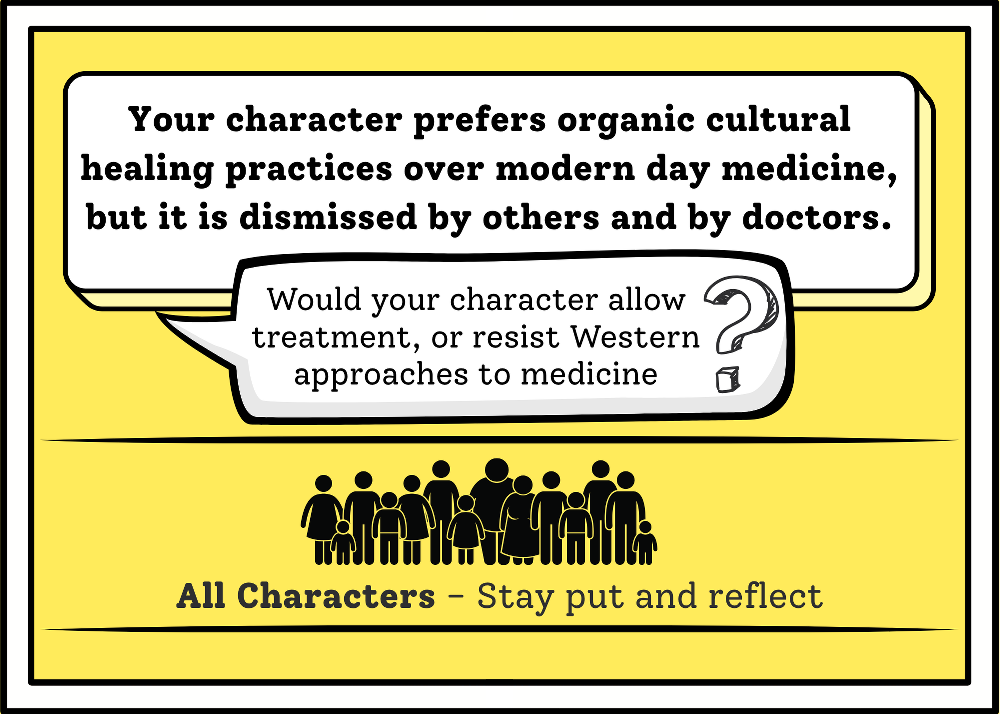 Your character prefers organic cultural
healing practices over modern day medicine,
but it is dismissed by others and by doctors.
Would your character allow
treatment, or resist Western
approaches to medicine
?
All Characters – Stay put and reflect